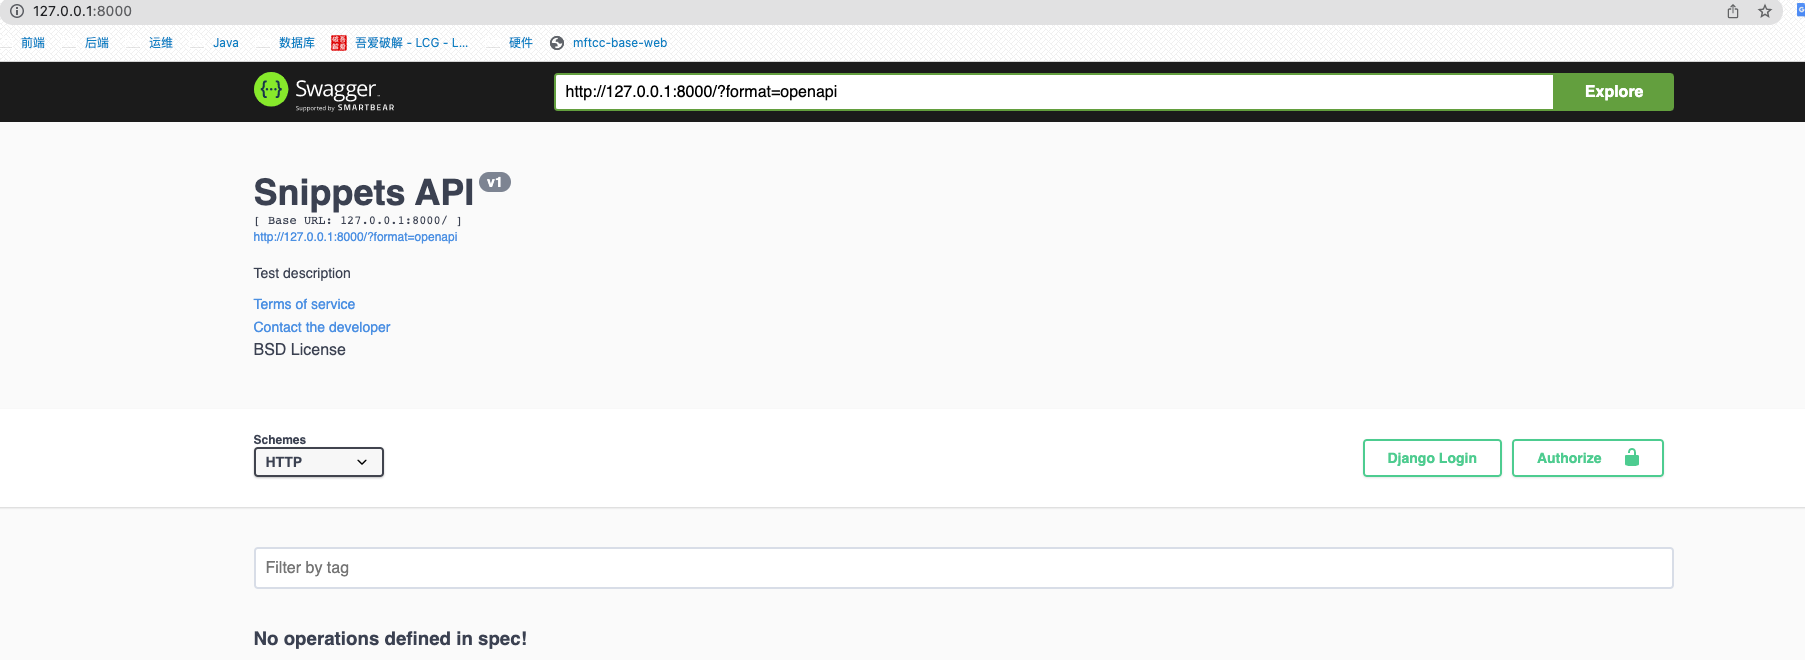 127.0.0.1:8000
前端 后端 运维 Java 数据库 吾爱破解 - LCG - L... 硬件 mftcc-base-web
Swagger
Supported by SMARTBEAR
http://127.0.0.1:8000/?format=openapi Explore
Snippets API v1
[ Base URL: 127.0.0.1:8000/ ]
http://127.0.0.1:8000/?format=openapi
Test description
Terms of service
Contact the developer
BSD License
Schemes
HTTP Django Login Authorize
Filter by tag
No operations defined in spec!